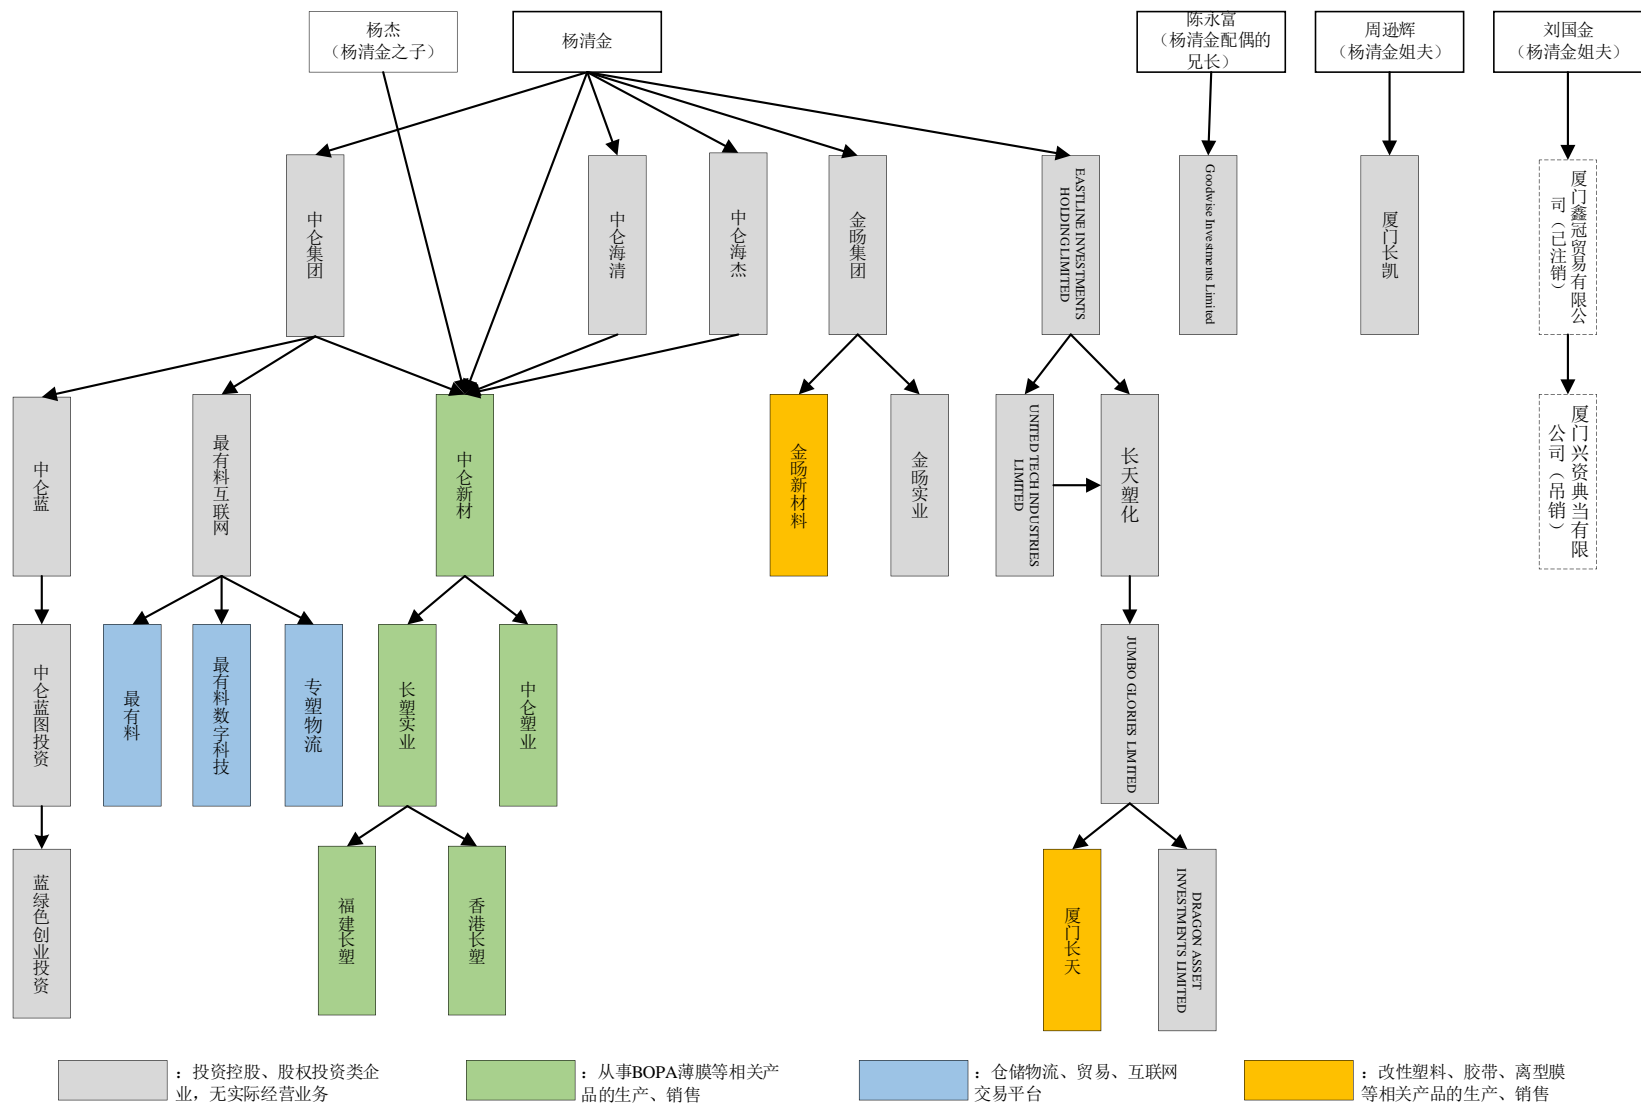 杨杰
（杨清金之子）
杨清金
陈永富
（杨清金配偶的
兄长）
周逊辉
（杨清金姐夫）
刘国金
（杨清金姐夫）
中仑集团
中仑海清
中仑海杰
金旸集团
EASTLINE INVESTMENTS
HOLDING LIMITED
Goodwise Investments Limited
厦门长凯
厦门鑫冠贸易有限公
司（已注销）
中仑蓝
最有料互联网
中仑新材
金旸新材料
金旸实业
UNITED TECH INDUSTRIES
LIMITED
长天塑化
厦门兴资典当有限
公司（吊销）
中仑蓝图投资
最有料
最有料数字科技
专塑物流
长塑实业
中仑塑业
JUMBO GLORIES LIMITED
蓝绿色创业投资
福建长塑
香港长塑
厦门长天
DRAGON ASSET
INVESTMENTS LIMITED
：投资控股、股权投资类企
业，无实际经营业务
：从事BOPA薄膜等相关产
品的生产、销售
：仓储物流、贸易、互联网
交易平台
：改性塑料、胶带、离型膜
等相关产品的生产、销售